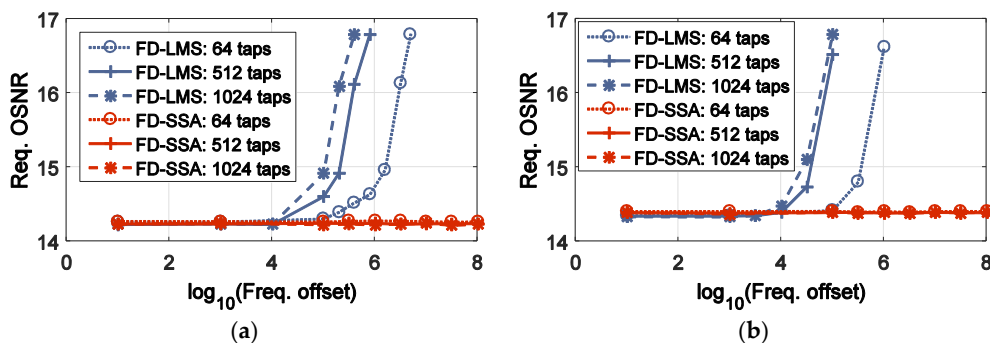 17
16
15
14
Req. OSNR
FD-LMS: 64 taps
FD-LMS: 512 taps
FD-LMS: 1024 taps
FD-SSA: 64 taps
FD-SSA: 512 taps
FD-SSA: 1024 taps
0 2 4 6 8
log10(Freq. offset)
(a)
17
16
15
14
Req. OSNR
FD-LMS: 64 taps
FD-LMS: 512 taps
FD-LMS: 1024 taps
FD-SSA: 64 taps
FD-SSA: 512 taps
FD-SSA: 1024 taps
0 2 4 6 8
log10(Freq. offset)
(b)